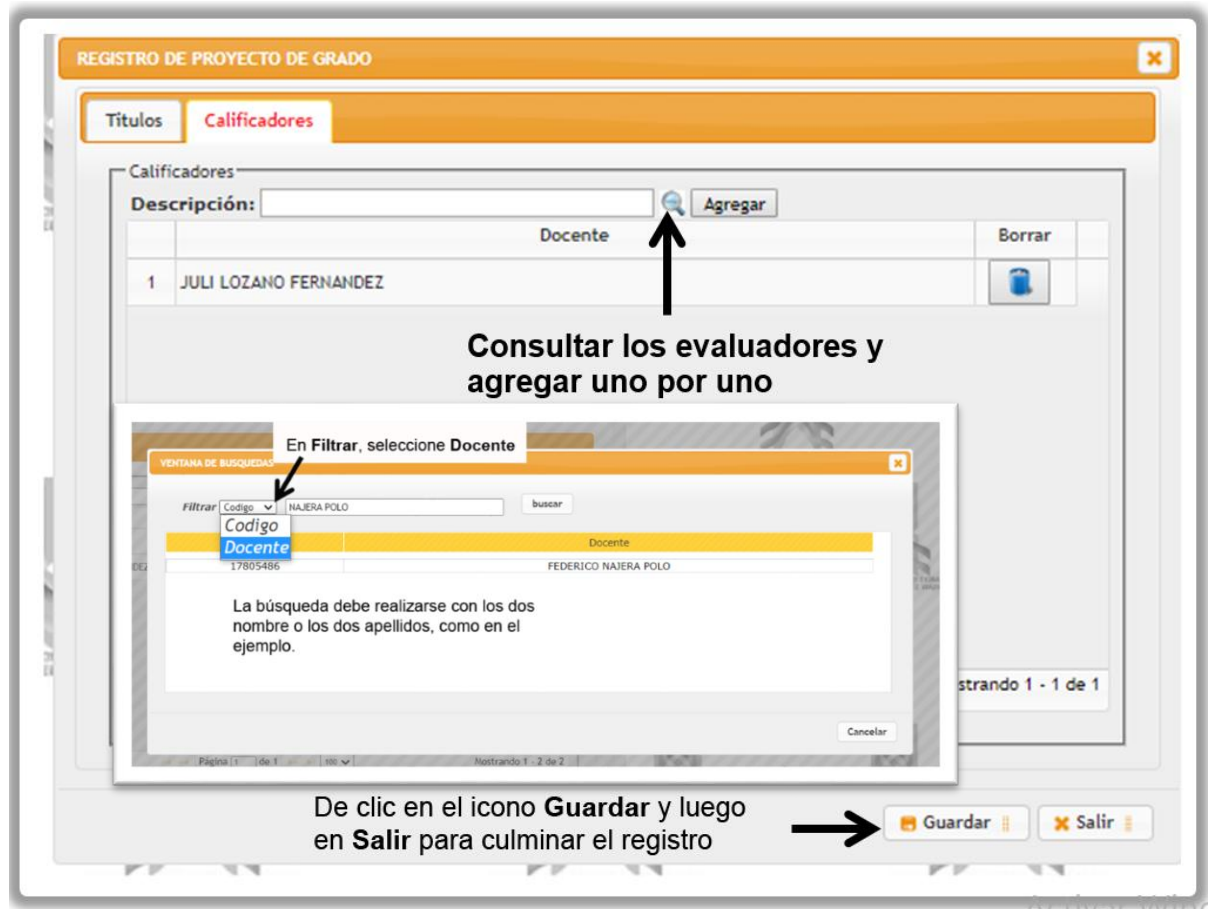 REGISTRO DE PROYECTO DE GRADO
Titulos Calificadores
Calificadores
Descripción: Agregar
Docente Borrar
1 JULI LOZANO FERNANDEZ
Consultar los evaluadores y
agregar uno por uno
En Filtrar, seleccione Docente
VENTANA DE BUSQUEDAS
Filtrar Codigo NAJERA POLO buscar
Codigo
Docente
Docente
17805486 FEDERICO NAJERA POLO
La búsqueda debe realizarse con los dos
nombre o los dos apellidos, como en el
ejemplo.
strando 1 - 1 de 1
Cancelar
Página 1 de 1 100 Mostrando 1 - 2 de 2
De clic en el icono Guardar y luego
en Salir para culminar el registro
Guardar Salir